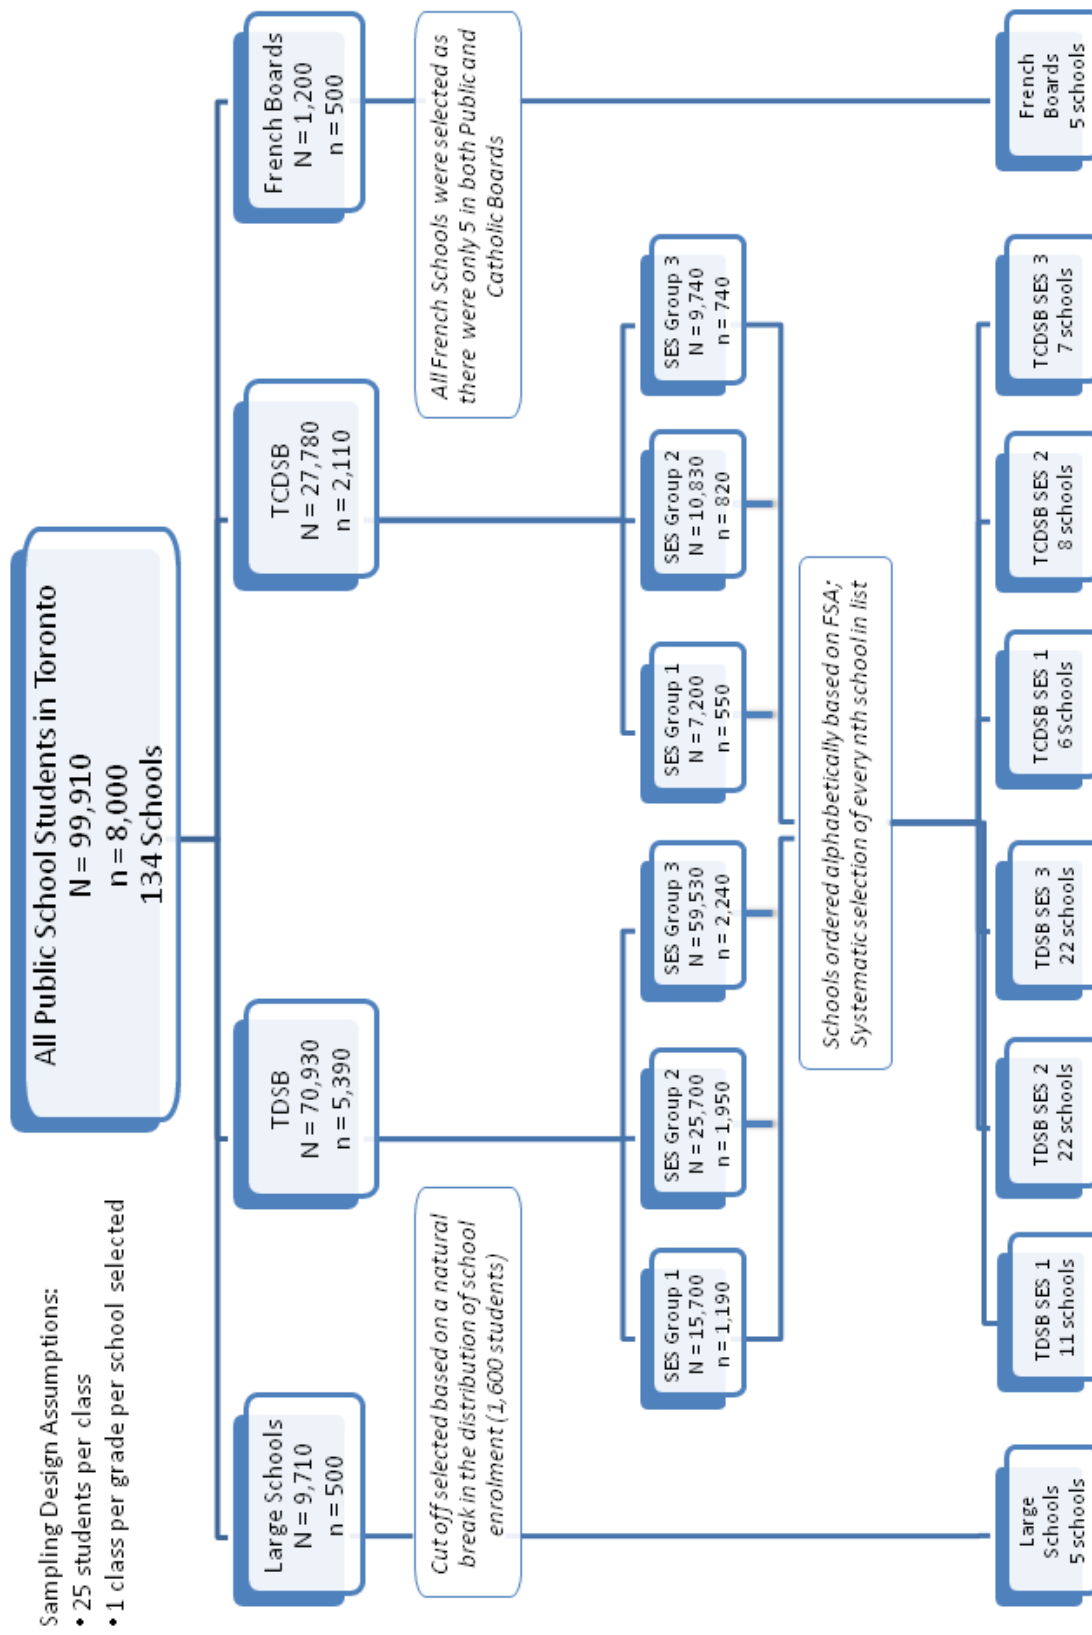 Sampling Design Assumptions:
• 25 students per class
• 1 class per grade per school selected
All Public School Students in Toronto
N = 99,910
n = 8,000
134 Schools
Large Schools
N = 9,710
n = 500
TDSB
N = 70,930
n = 5,390
TCDSB
N = 27,780
n = 2,110
French Boards
N = 1,200
n = 500
Cut off selected based on a natural
break in the distribution of school
enrolment (1,600 students)
All French Schools were selected as
there were only 5 in both Public and
Catholic Boards
SES Group 1
N = 15,700
n = 1,190
SES Group 2
N = 25,700
n = 1,950
SES Group 3
N = 59,530
n = 2,240
SES Group 1
N = 7,200
n = 550
SES Group 2
N = 10,830
n = 820
SES Group 3
N = 9,740
n = 740
Schools ordered alphabetically based on FSA;
Systematic selection of every nth school in list
Large
Schools
5 schools
TDSB SES 1
11 schools
TDSB SES 2
22 schools
TDSB SES 3
22 schools
TCDSB SES 1
6 Schools
TCDSB SES 2
8 schools
TCDSB SES 3
7 schools
French
Boards
5 schools